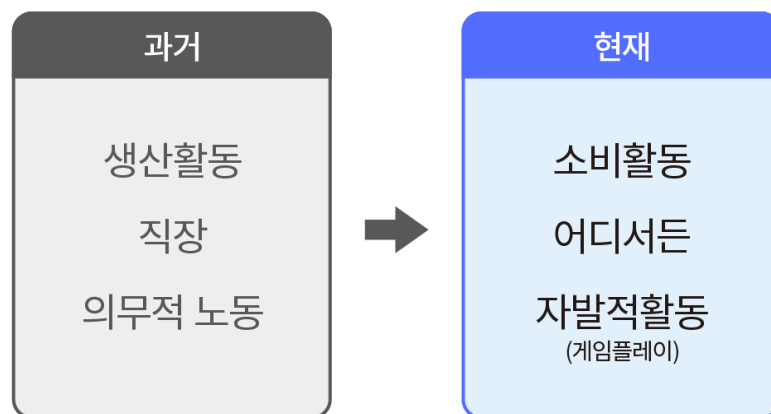 과거
생산활동
직장
의무적 노동
현재
소비활동
어디서든
자발적활동
(게임플레이)